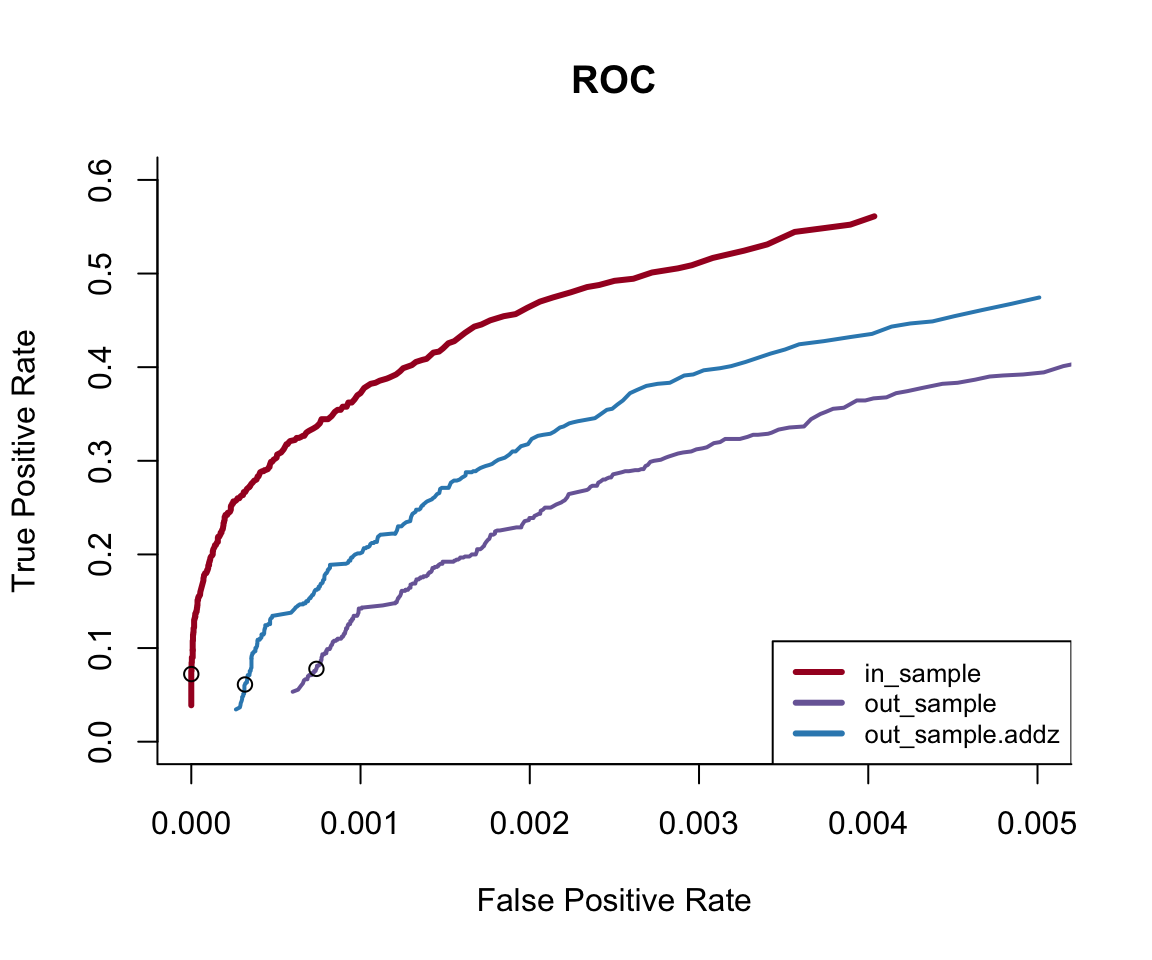 ROC
True Positive Rate
0.6
0.5
0.4
0.3
0.2
0.1
0.0
in_sample
out_sample
out_sample.addz
0.000 0.001 0.002 0.003 0.004 0.005
False Positive Rate